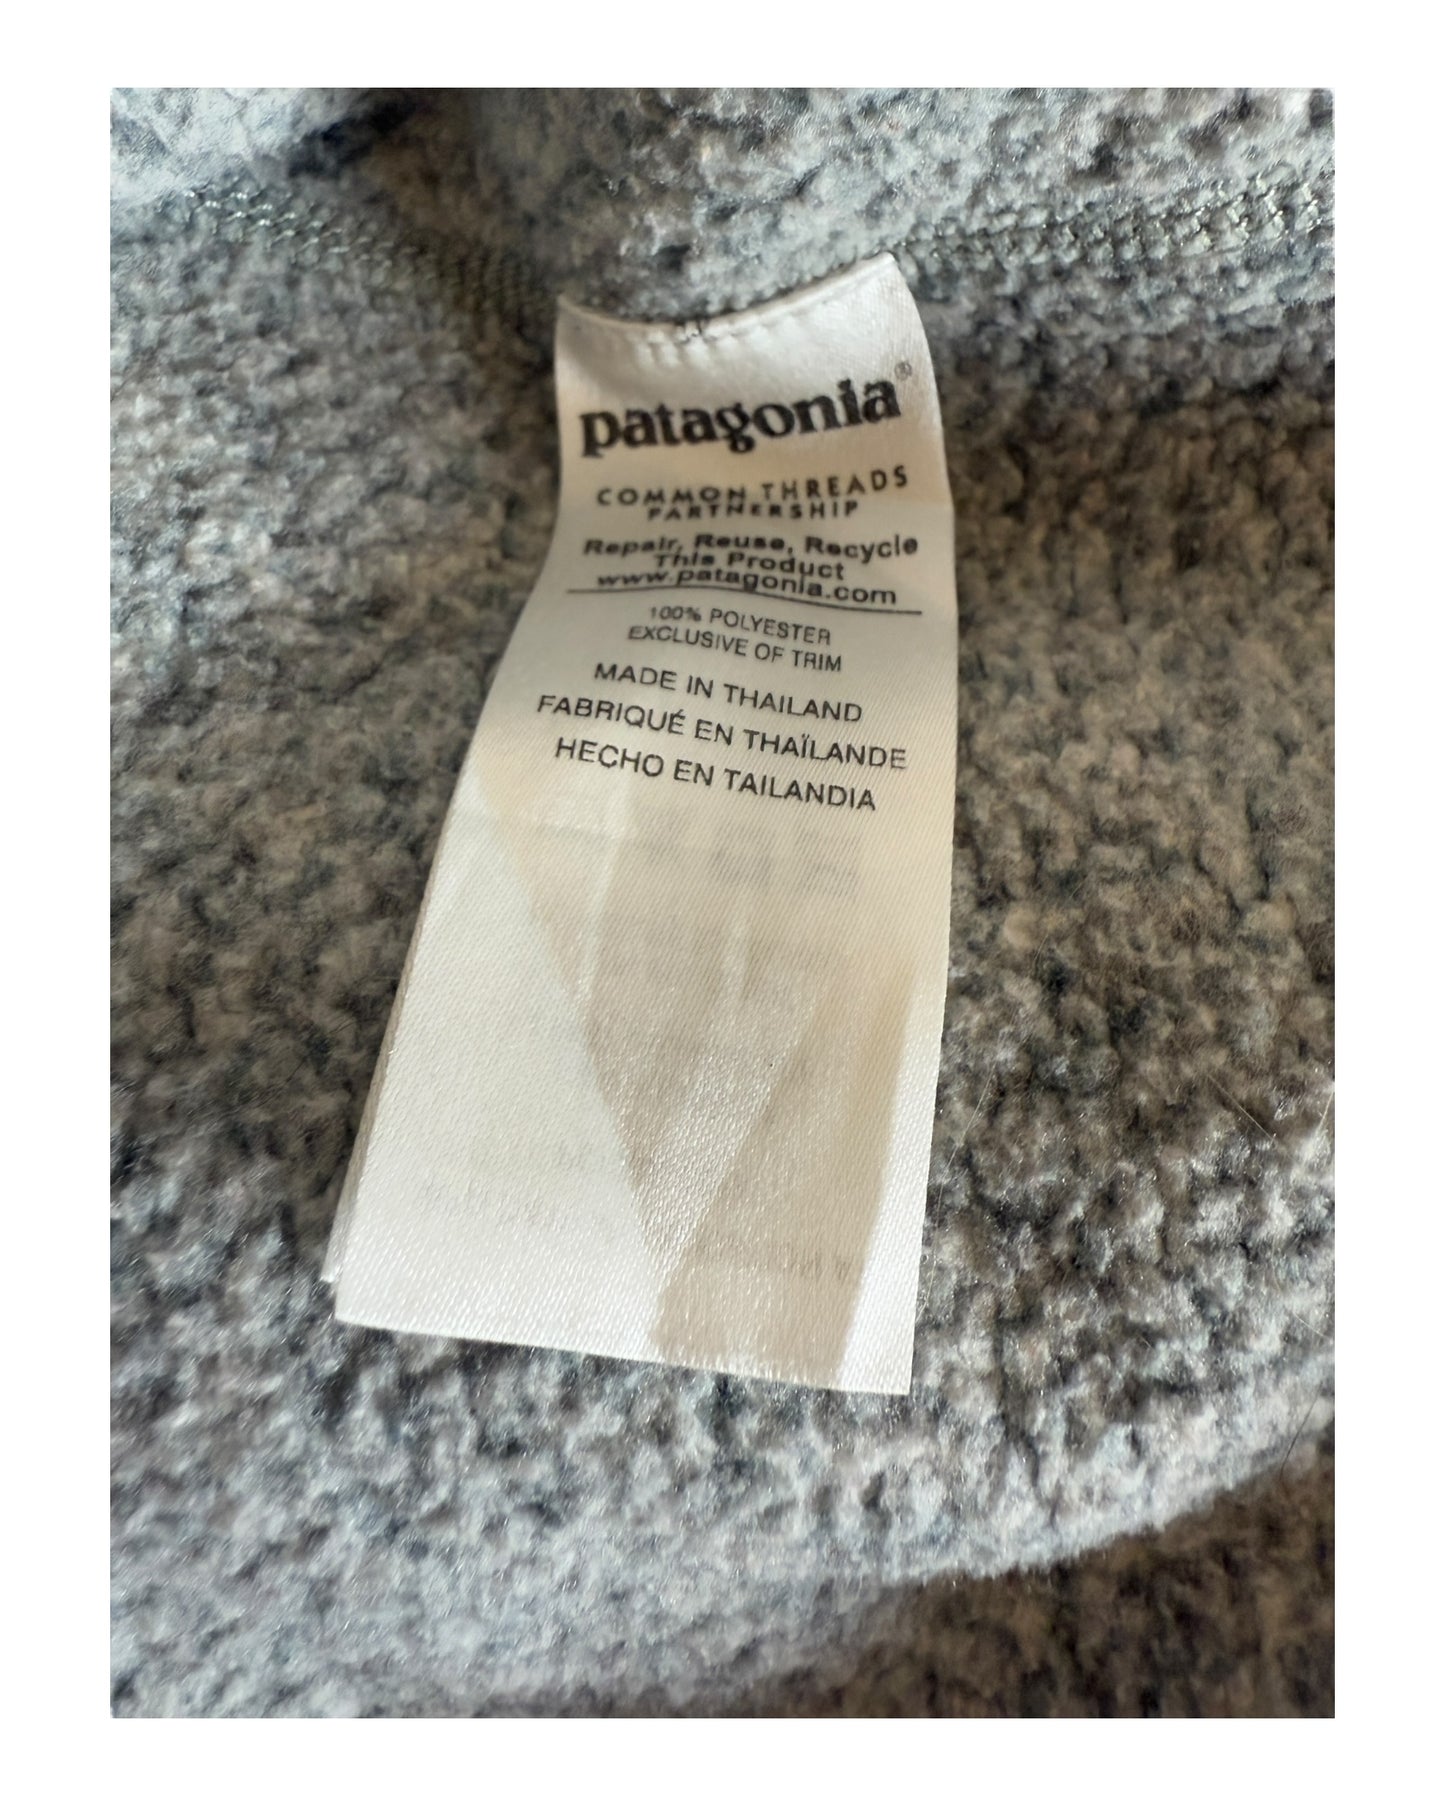 patagonia®
COMMON THREADS
PARTNERSHIP
Repair, Reuse, Recycle
This Product
www.patagonia.com
100% POLYESTER
EXCLUSIVE OF TRIM
MADE IN THAILAND
FABRIQUÉ EN THAÏLANDE
HECHO EN TAILANDIA